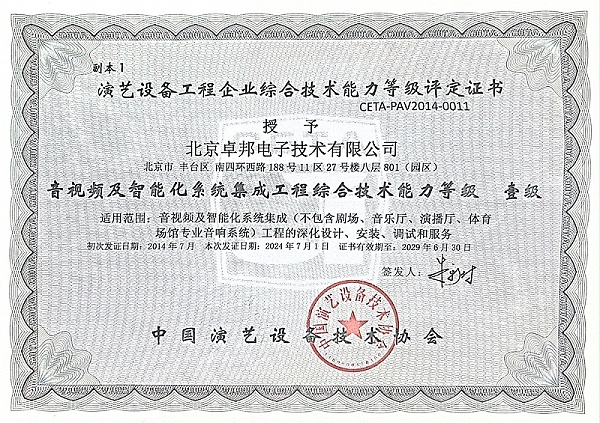 副本1
演艺设备工程企业综合技术能力等级评定证书
CETA-PAV2014-0011
授 予
北京卓邦电子技术有限公司
北京市 丰台区 南四环西路188号11区27号楼八层801（园区）
音视频及智能化系统集成工程综合技术能力等级 壹级
适用范围：音视频及智能化系统集成（不包含剧场、音乐厅、演播厅、体育
场馆专业音响系统）工程的深化设计、安装、调试和服务
初次发证日期：2014年7月 本次发证日期：2024年7月1日 证书有效期至：2029年6月30日
签发人：
中国演艺设备技术协会
中国演艺设备技术协会